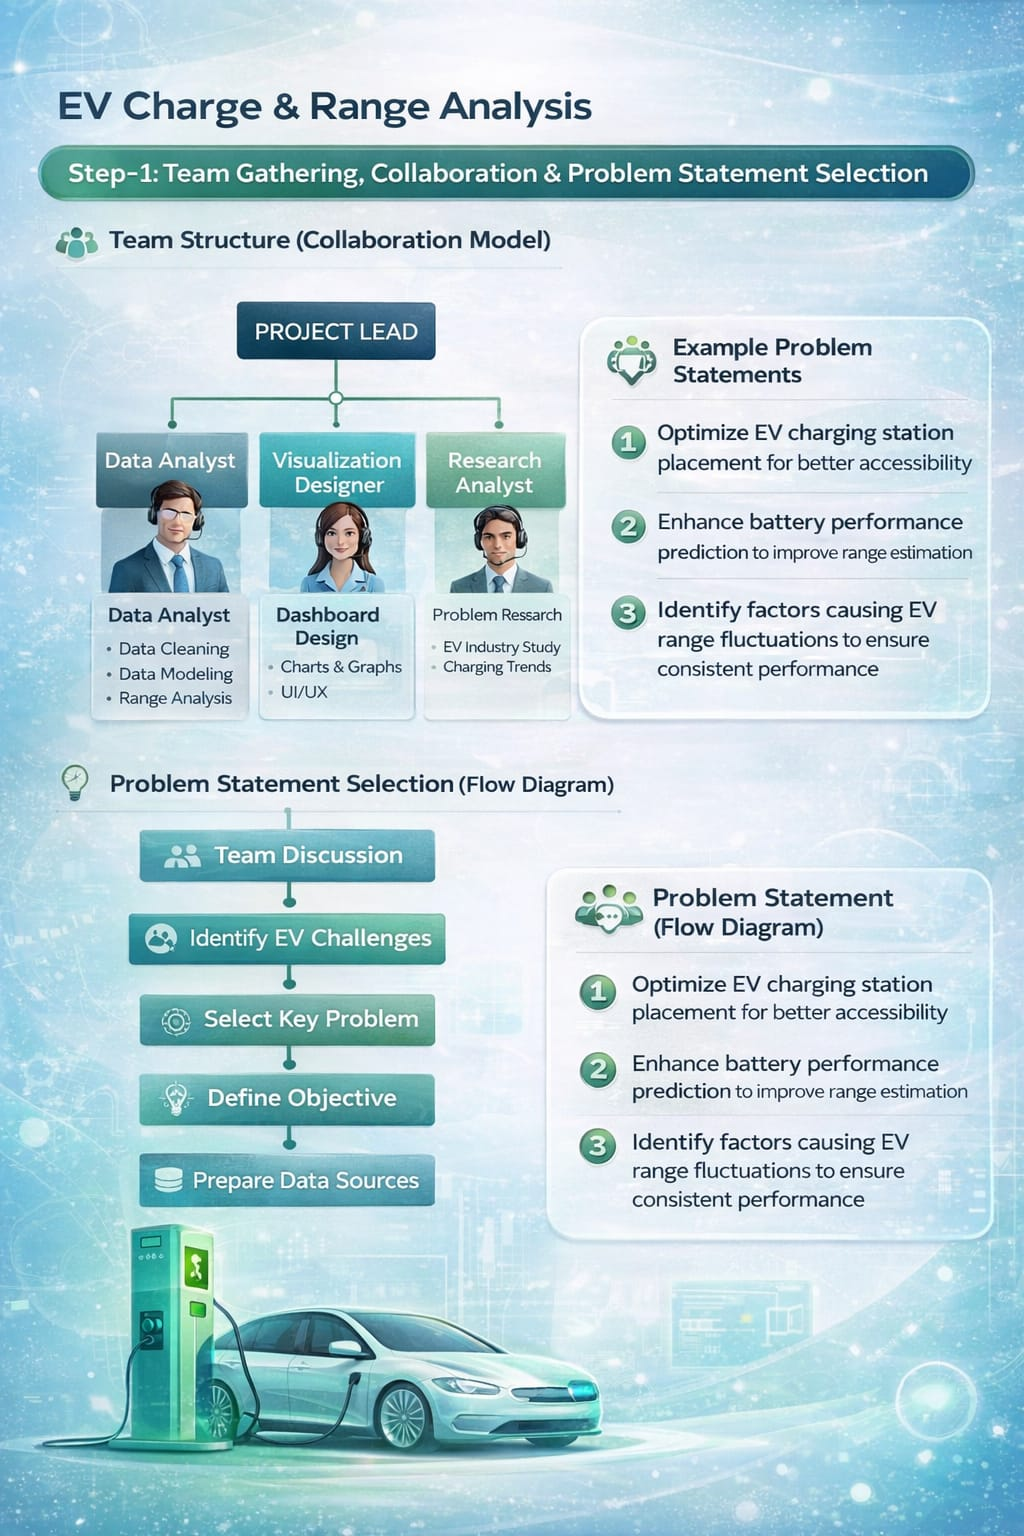 EV Charge & Range Analysis
Step-1: Team Gathering, Collaboration & Problem Statement Selection
Team Structure (Collaboration Model)
PROJECT LEAD
Data Analyst
Visualization
Designer
Research
Analyst
Data Analyst
• Data Cleaning
• Data Modeling
• Range Analysis
Dashboard
Design
• Charts & Graphs
• UI/UX
Problem Ressarch
• EV Industry Study
• Charging Trends
Example Problem
Statements
1 Optimize EV charging station
placement for better accessibility
2 Enhance battery performance
prediction to improve range estimation
3 Identify factors causing EV
range fluctuations to ensure
consistent performance
Problem Statement Selection (Flow Diagram)
Team Discussion
Identify EV Challenges
Select Key Problem
Define Objective
Prepare Data Sources
Problem Statement
(Flow Diagram)
1 Optimize EV charging station
placement for better accessibility
2 Enhance battery performance
prediction to improve range estimation
3 Identify factors causing EV
range fluctuations to ensure
consistent performance